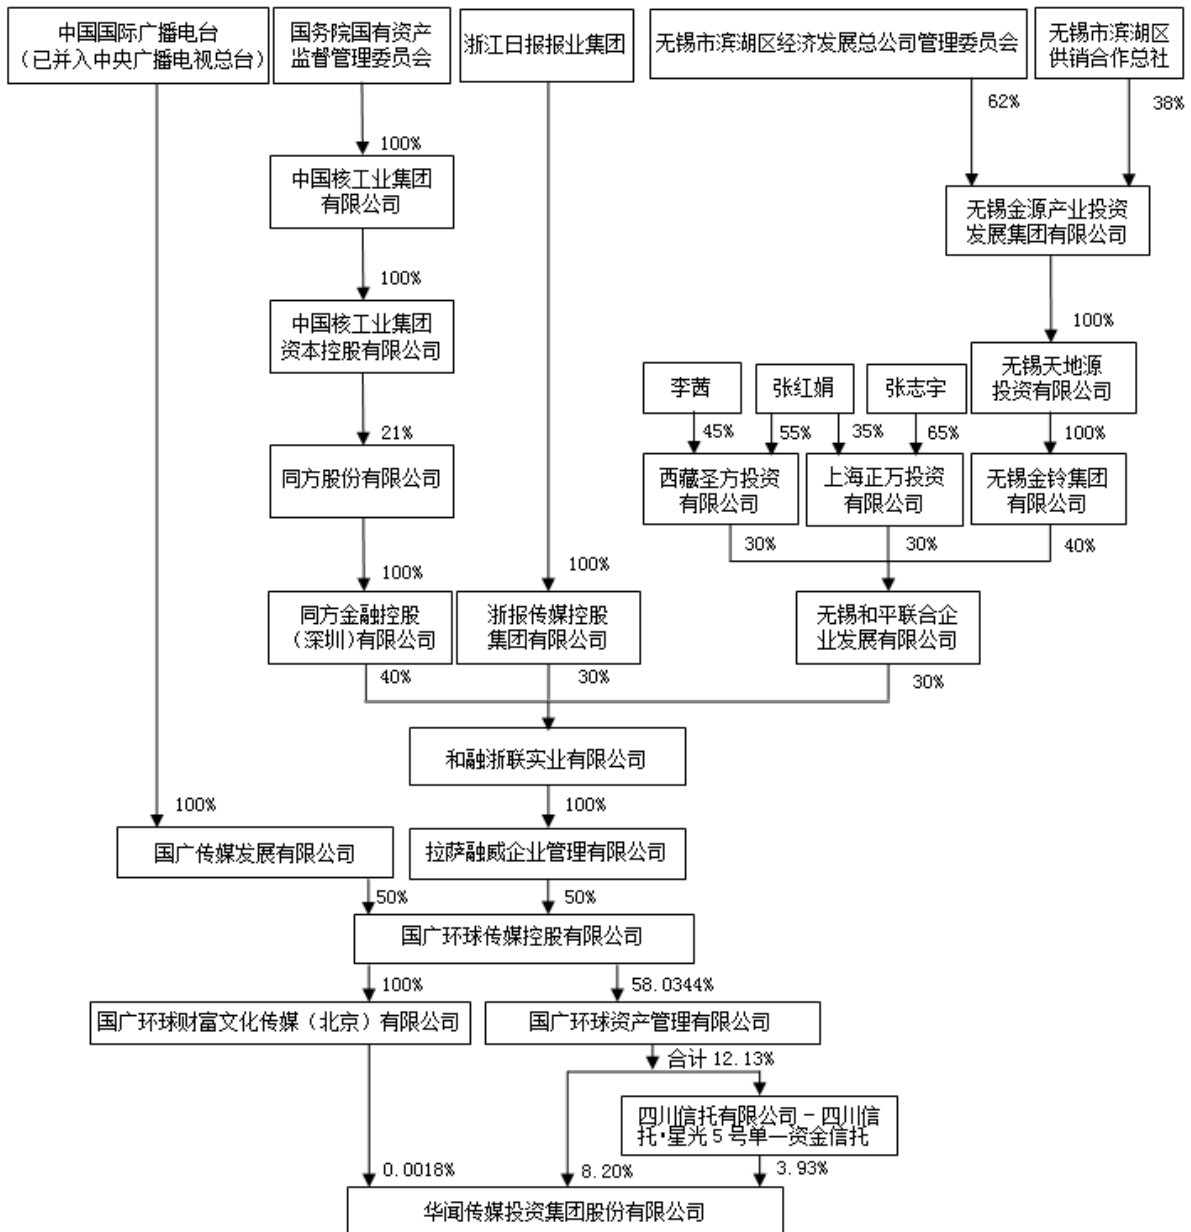 中国国际广播电台
（已并入中央广播电视总台）
国务院国有资产
监督管理委员会
浙江日报报业集团
无锡市滨湖区经济发展总公司管理委员会
无锡市滨湖区
供销合作总社
62%
38%
100%
中国核工业集团
有限公司
无锡金源产业投资
发展集团有限公司
100%
100%
中国核工业集团
资本控股有限公司
无锡天地源
投资有限公司
李茜
张红娟
张志宇
21%
45%
55%
35%
65%
100%
同方股份有限公司
西藏圣方投资
有限公司
上海正万投资
有限公司
无锡金铃集团
有限公司
30%
30%
40%
100%
100%
同方金融控股
（深圳）有限公司
浙报传媒控股
集团有限公司
无锡和平联合企
业发展有限公司
40%
30%
30%
和融浙联实业有限公司
100%
100%
国广传媒发展有限公司
拉萨融威企业管理有限公司
50%
50%
国广环球传媒控股有限公司
100%
58.0344%
国广环球财富文化传媒（北京）有限公司
国广环球资产管理有限公司
合计 12.13%
四川信托有限公司－四川信
托·星光 5 号单一资金信托
0.0018%
8.20%
3.93%
华闻传媒投资集团股份有限公司